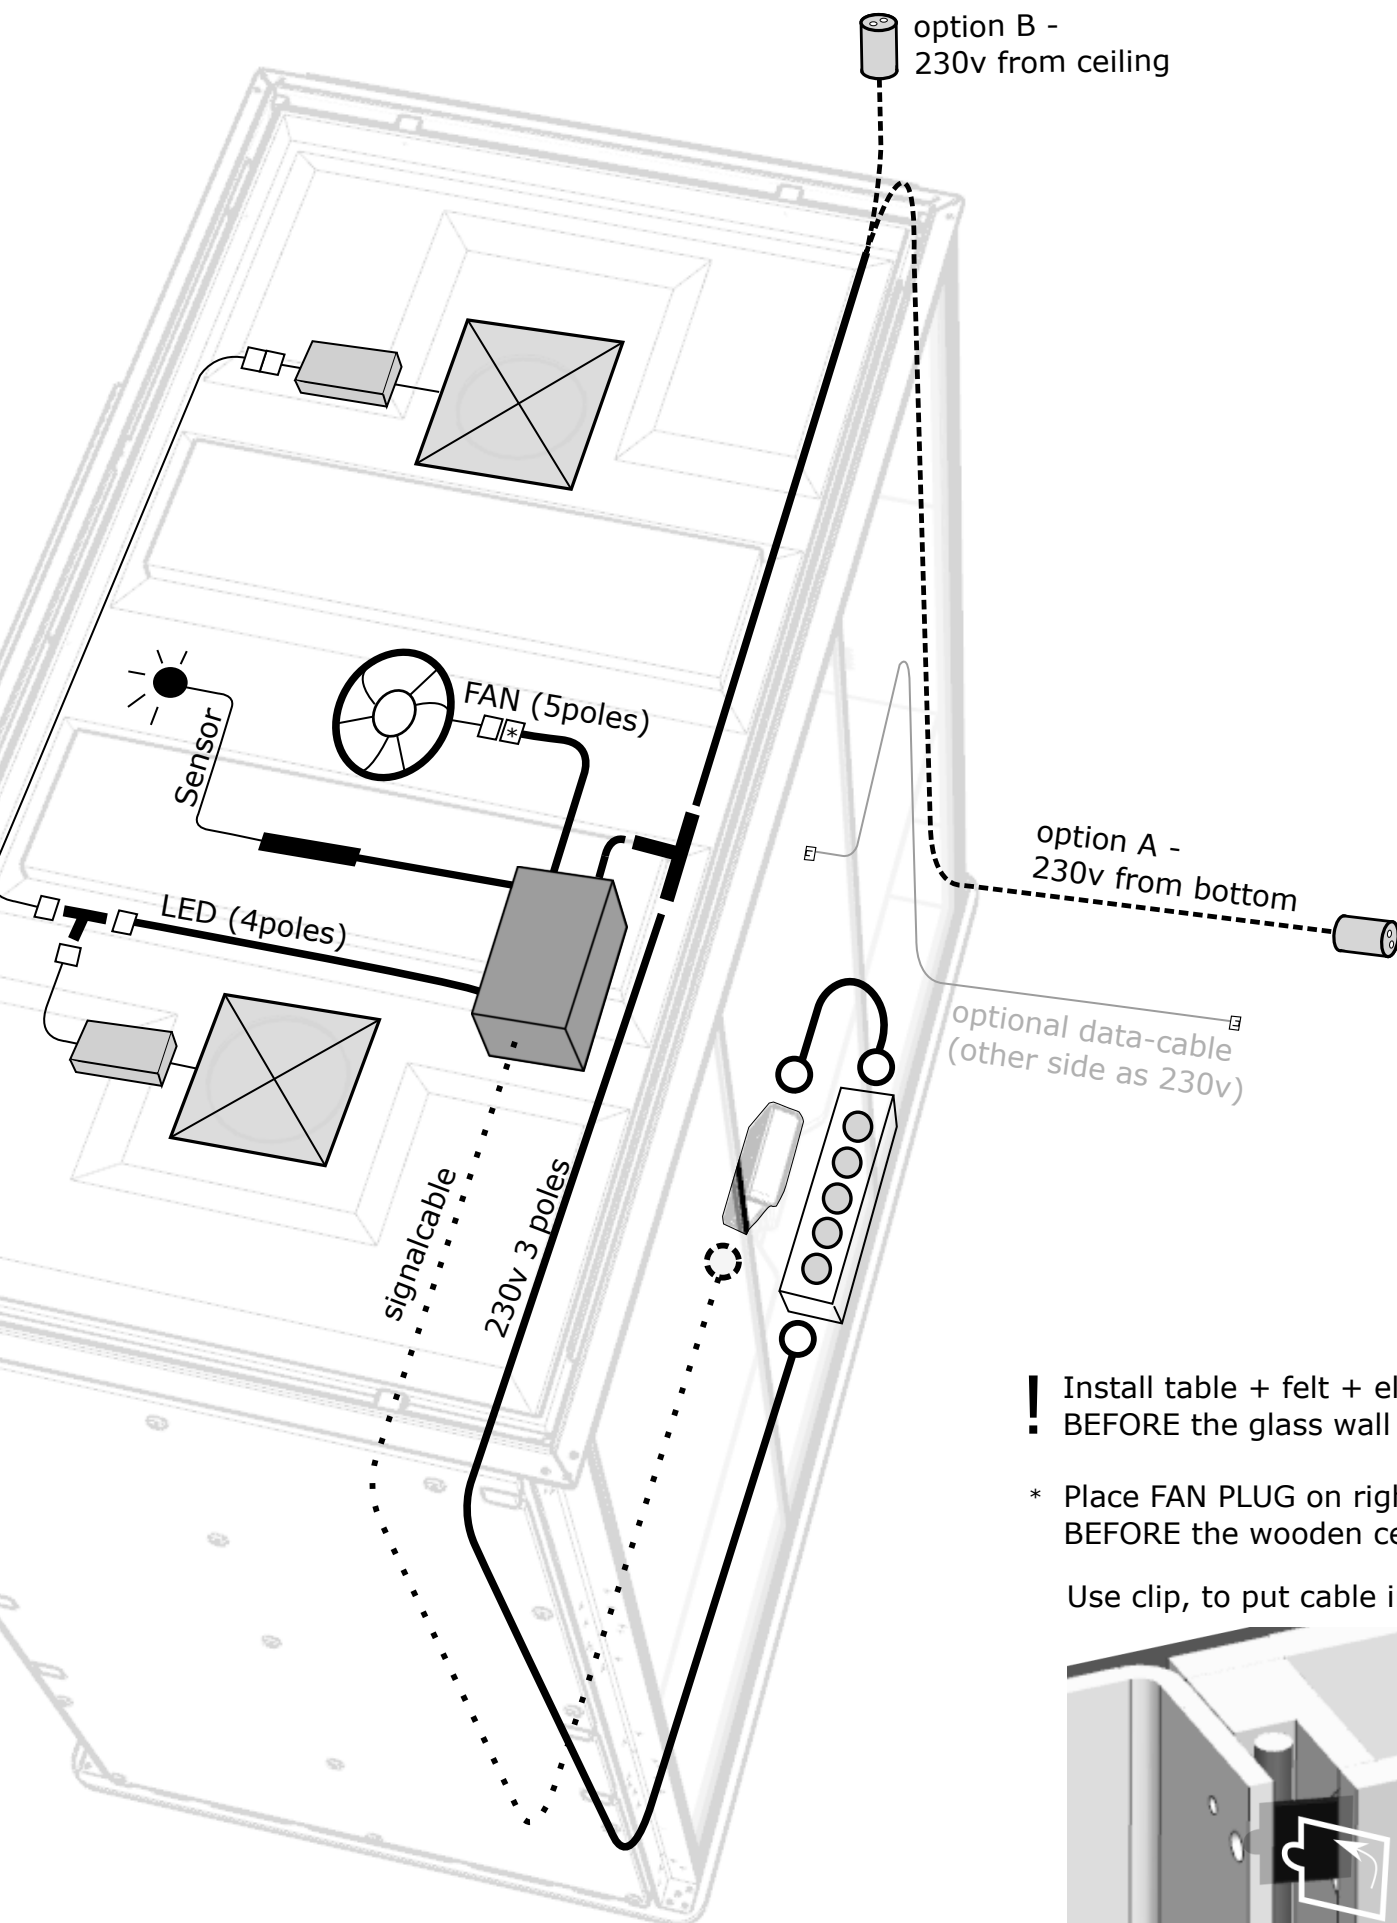 option B -
230v from ceiling
FAN (5poles)
*
Sensor
option A -
230v from bottom
LED (4poles)
optional data-cable
(other side as 230v)
signalcable
230v 3 poles
! Install table + felt + el
BEFORE the glass wall
* Place FAN PLUG on righ
BEFORE the wooden ce
Use clip, to put cable i